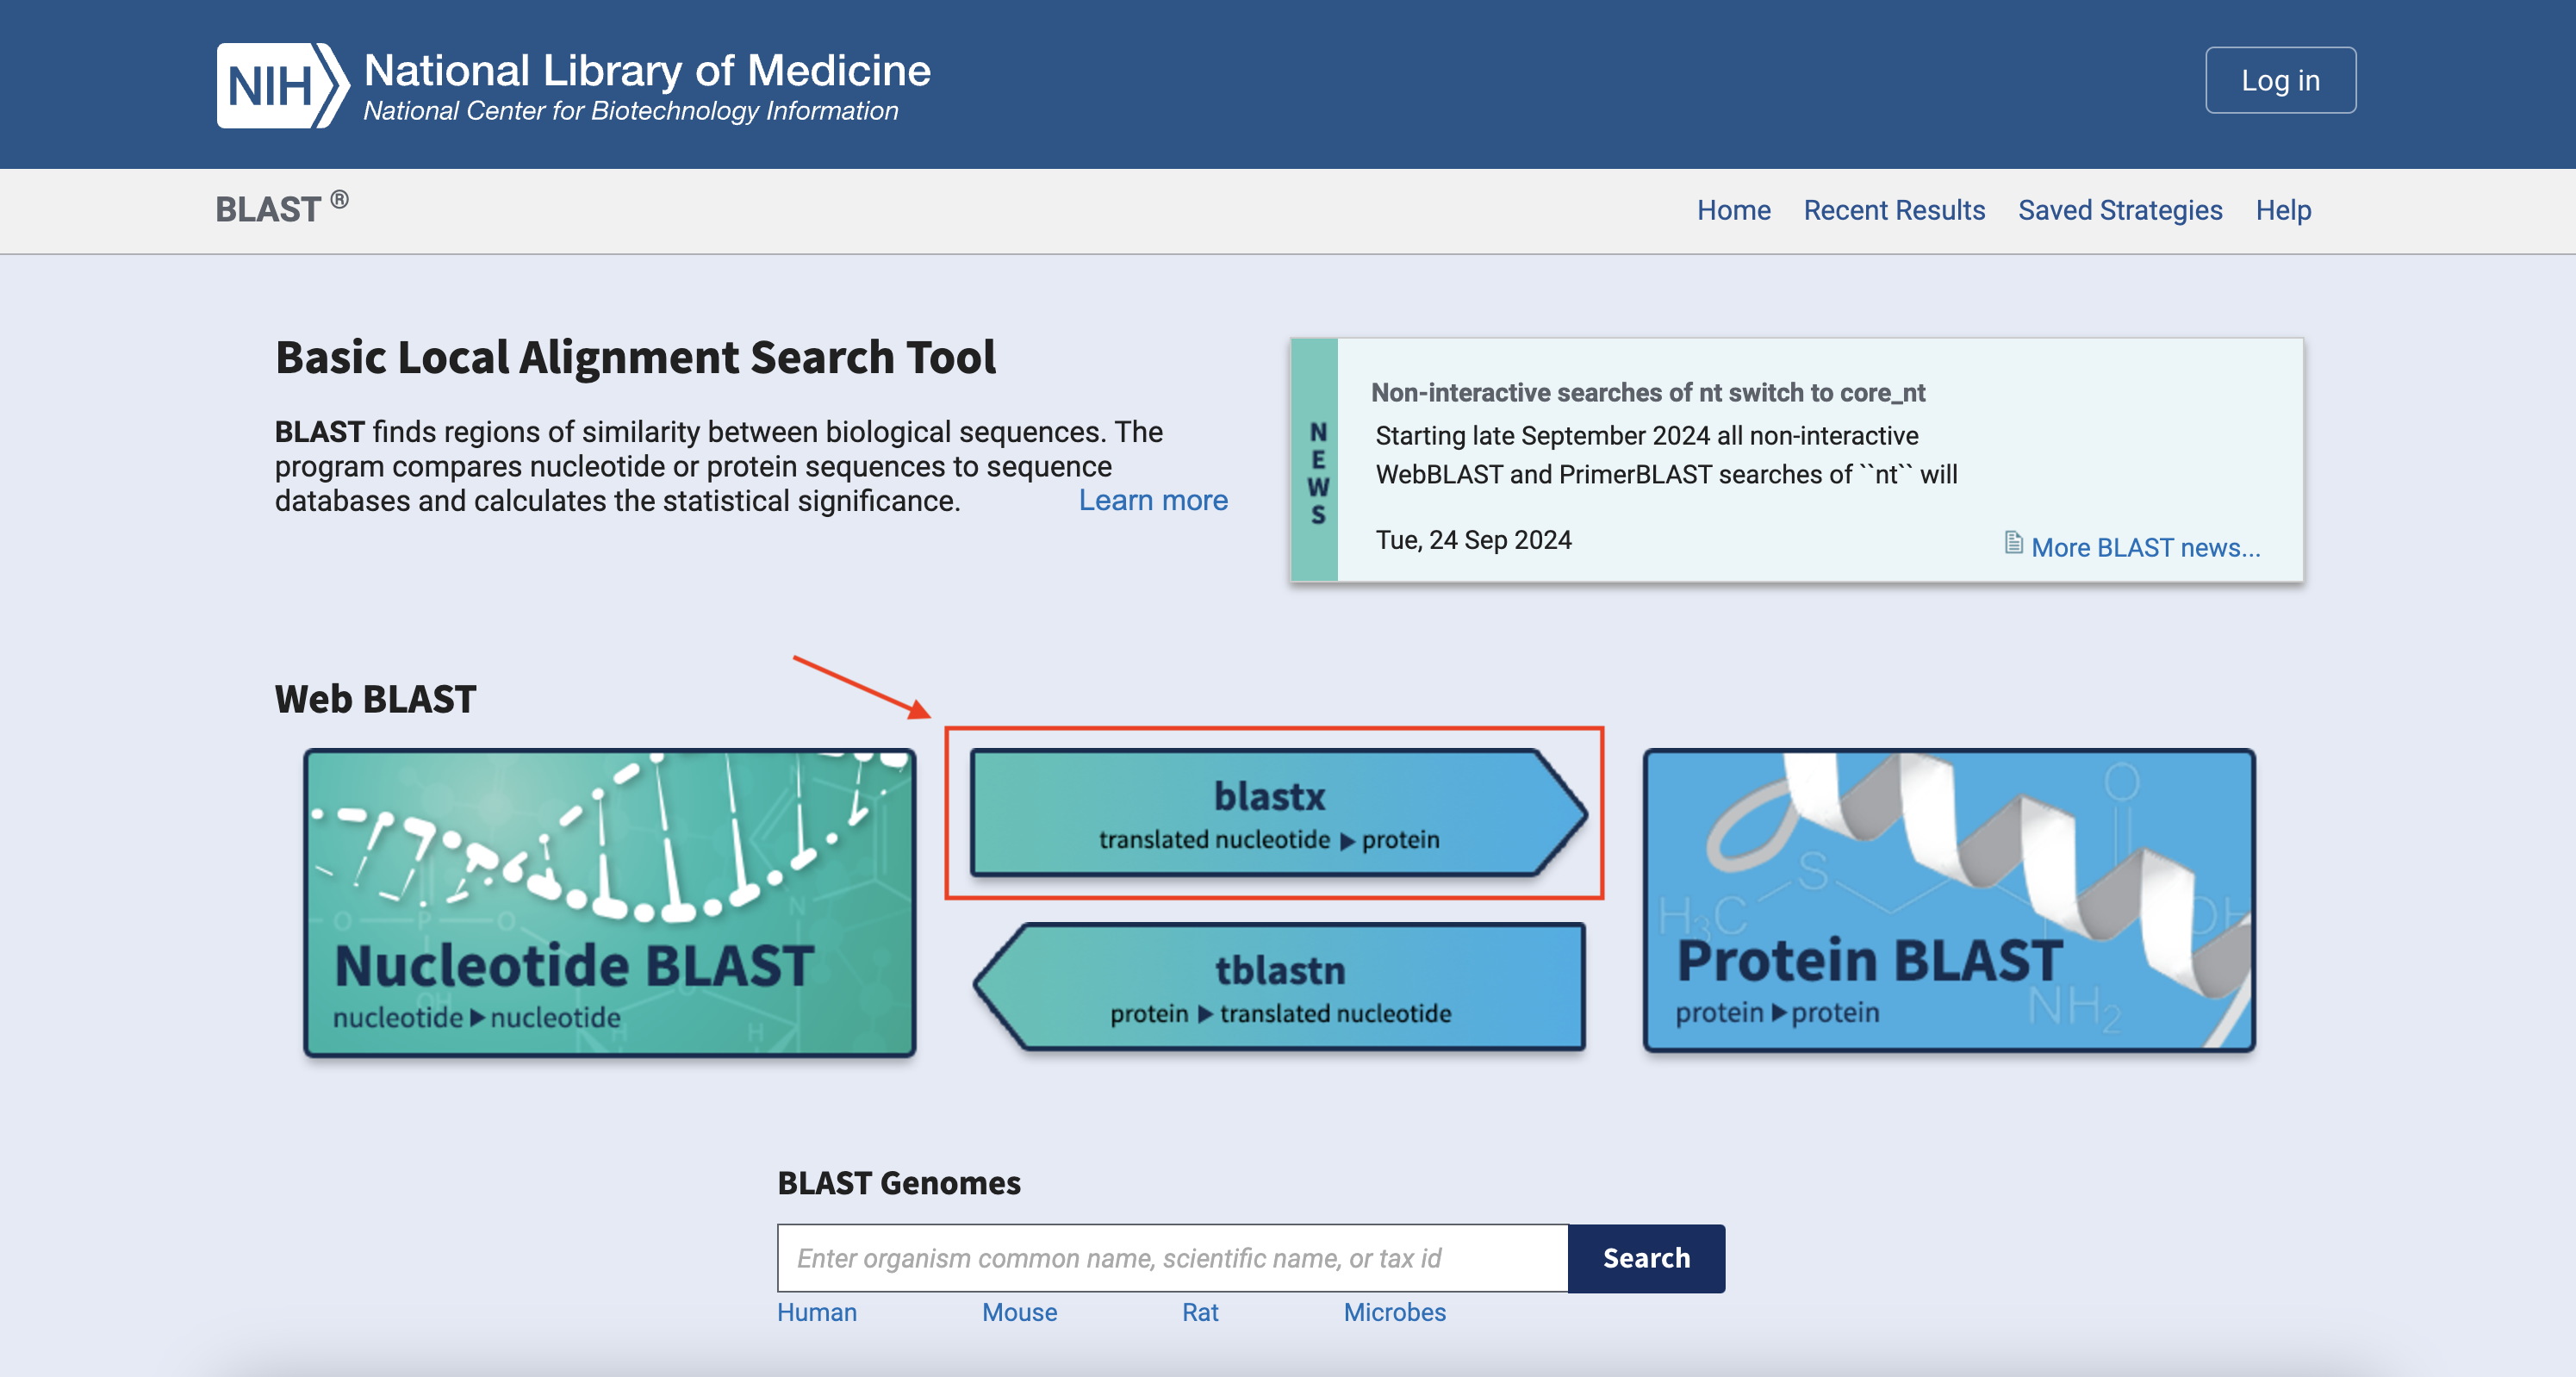 NIH National Library of Medicine
National Center for Biotechnology Information
Log in
BLAST ®
Home Recent Results Saved Strategies Help
Basic Local Alignment Search Tool
BLAST finds regions of similarity between biological sequences. The
program compares nucleotide or protein sequences to sequence
databases and calculates the statistical significance. Learn more
NEWS
Non-interactive searches of nt switch to core_nt
Starting late September 2024 all non-interactive
WebBLAST and PrimerBLAST searches of ``nt`` will
Tue, 24 Sep 2024
More BLAST news...
Web BLAST
O P O
OH
N
N
O
H
H
Nucleotide BLAST
nucleotide ▶ nucleotide
blastx
translated nucleotide ▶ protein
tblastn
protein ▶ translated nucleotide
O
S
H₃C
OH
NH₂
Protein BLAST
protein ▶ protein
BLAST Genomes
Enter organism common name, scientific name, or tax id
Search
Human Mouse Rat Microbes